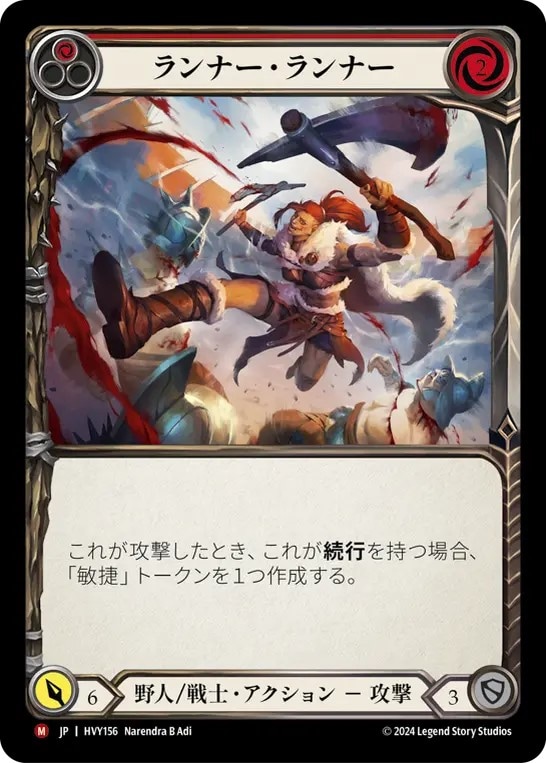 ランナー・ランナー
2
これが攻撃したとき、これが続行を持つ場合、
「敏捷」トークンを1つ作成する。
6
野人/戦士・アクション － 攻撃
3
M JP | HVY156 Narendra B Adi
© 2024 Legend Story Studios